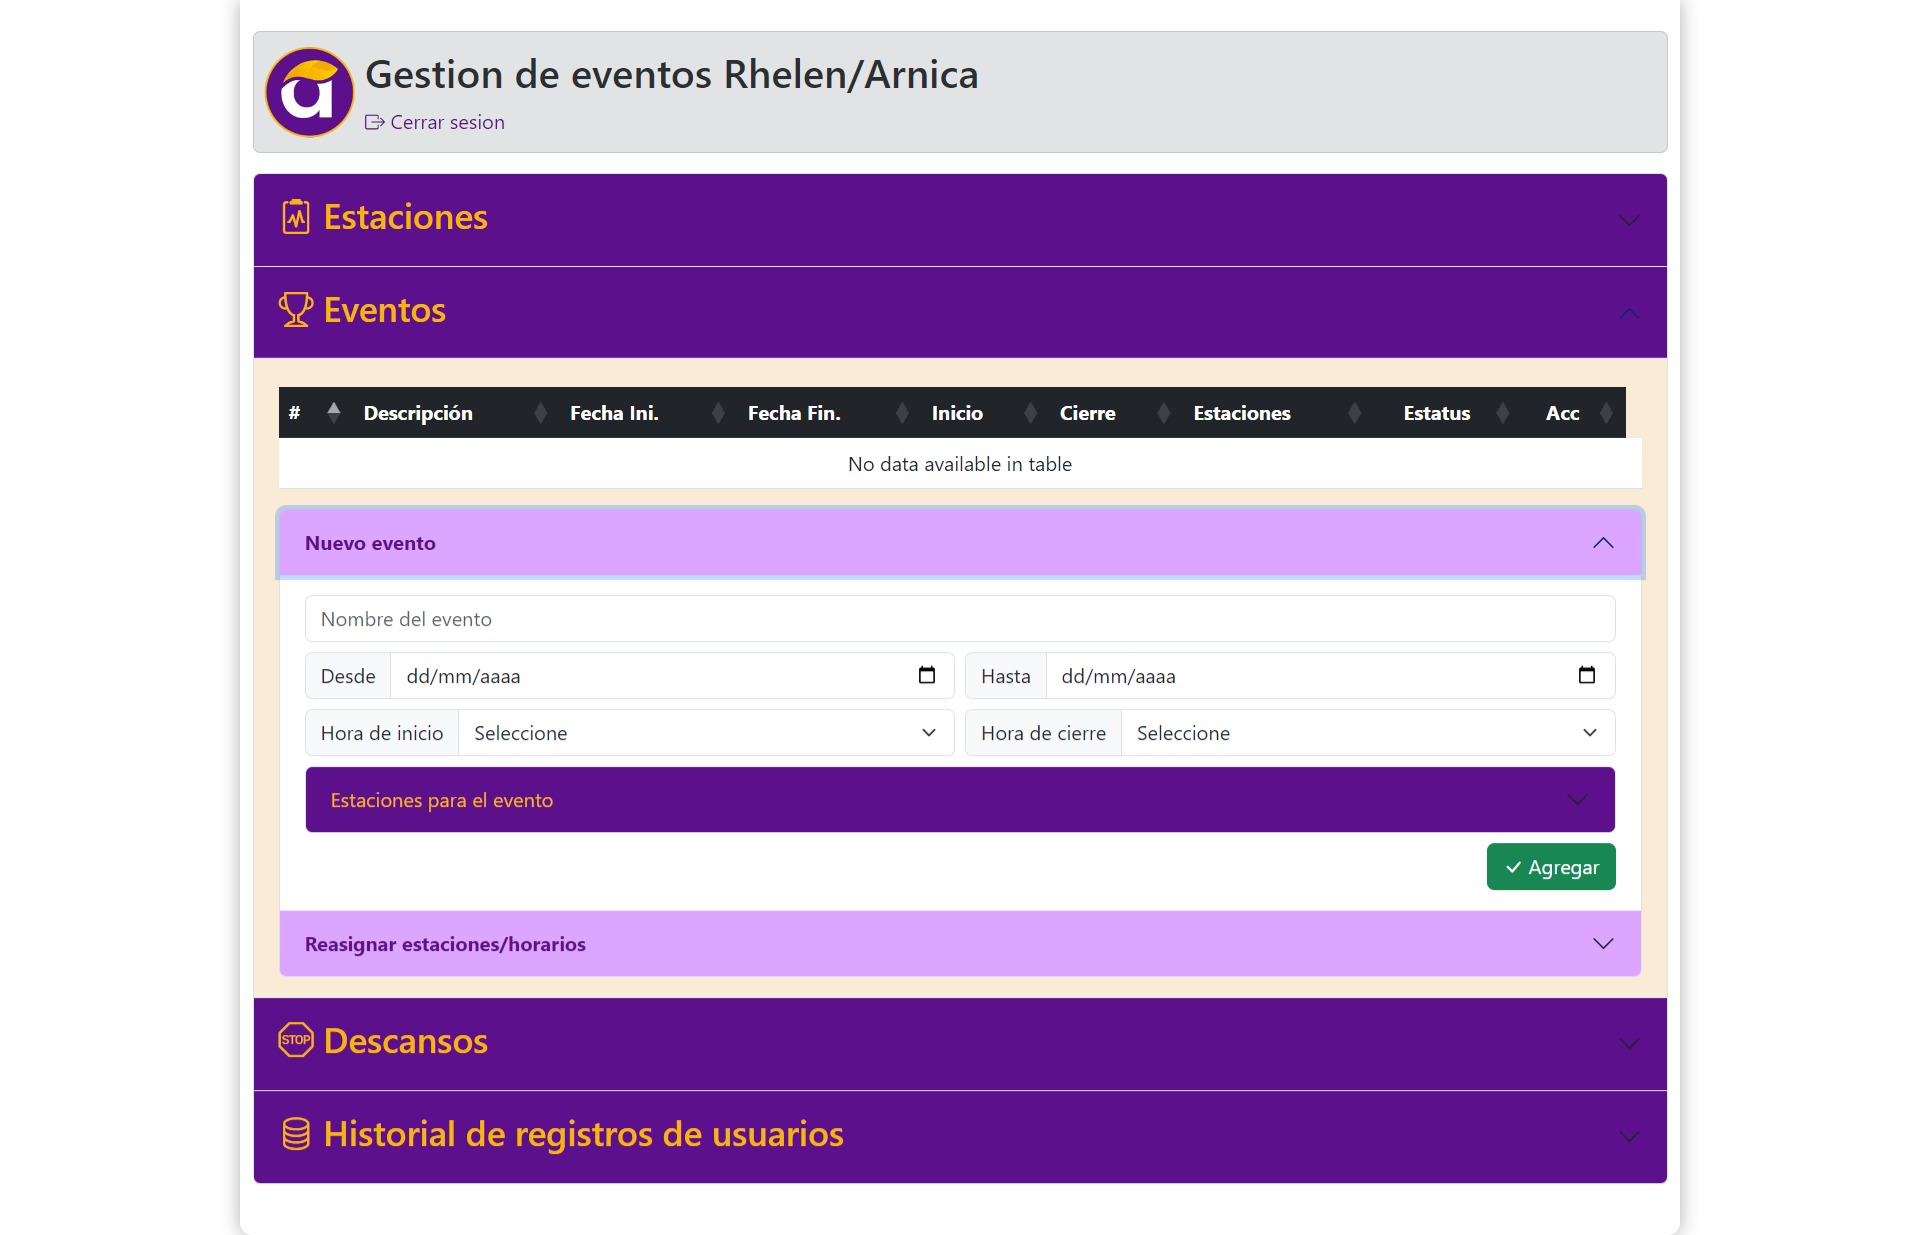 Gestion de eventos Rhelen/Arnica
Cerrar sesion
Estaciones
Eventos
# Descripción Fecha Ini. Fecha Fin. Inicio Cierre Estaciones Estatus Acc
No data available in table
Nuevo evento
Nombre del evento
Desde dd/mm/aaaa Hasta dd/mm/aaaa
Hora de inicio Seleccione Hora de cierre Seleccione
Estaciones para el evento
Agregar
Reasignar estaciones/horarios
STOP Descansos
Historial de registros de usuarios